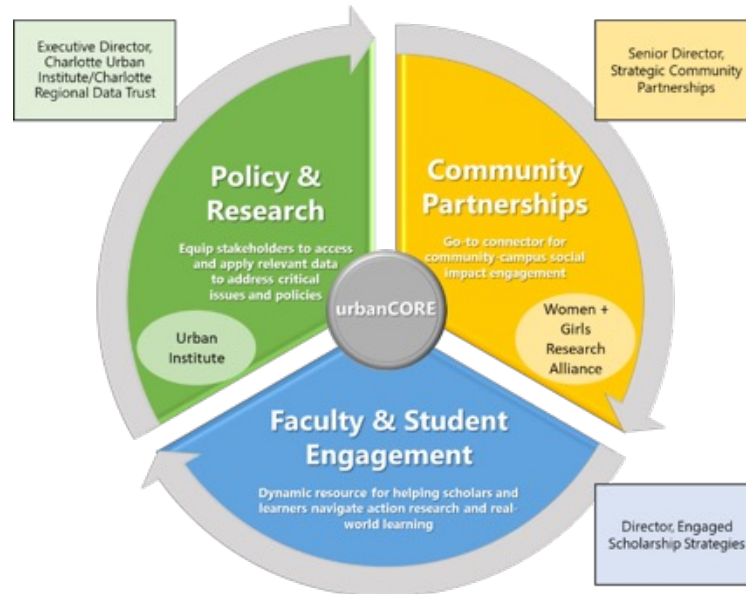 Executive Director,
Charlotte Urban
Institute/Charlotte
Regional Data Trust
Senior Director,
Strategic Community
Partnerships
Policy &
Research
Equip stakeholders to access
and apply relevant data
to address critical
issues and policies
Urban
Institute
Community
Partnerships
Go-to connector for
community-campus social
impact engagement
Women +
Girls
Research
Alliance
urbanCORE
Faculty & Student
Engagement
Dynamic resource for helping scholars and
learners navigate action research and real-
world learning
Director, Engaged
Scholarship Strategies